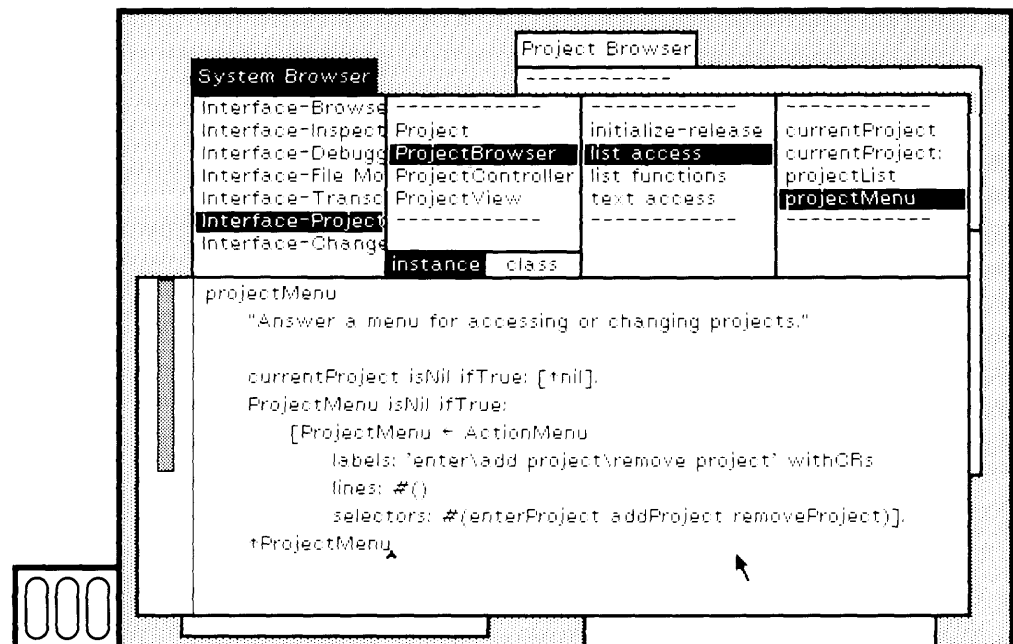 Project Browser
------------
System Browser
Interface-Browse
Interface-Inspect
Interface-Debugg
Interface-File Mo
Interface-Transc
Interface-Project
Interface-Change
------------
Project
ProjectBrowser
ProjectController
ProjectView
------------
instance class
------------
initialize-release
list access
list functions
text access
------------
------------
currentProject
currentProject:
projectList
projectMenu
------------
projectMenu
"Answer a menu for accessing or changing projects."
currentProject isNil ifTrue: [↑nil].
ProjectMenu isNil ifTrue:
[ProjectMenu ← ActionMenu
labels: 'enter\add project\remove project' withCRs
lines: #()
selectors: #(enterProject addProject removeProject)].
↑ProjectMenu